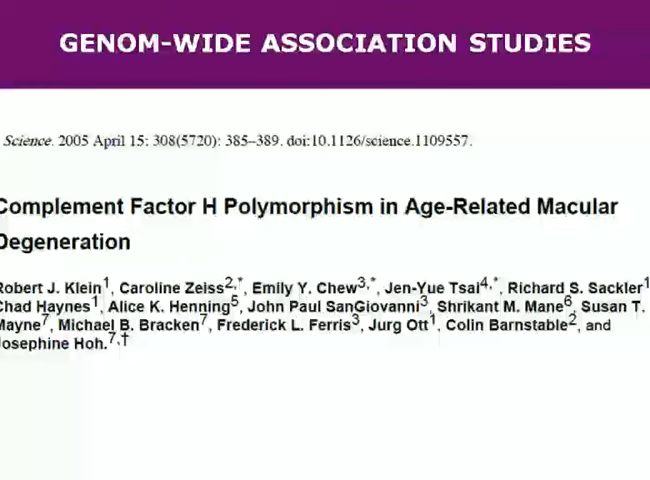 GENOM-WIDE ASSOCIATION STUDIES
Science. 2005 April 15; 308(5720): 385–389. doi:10.1126/science.1109557.
Complement Factor H Polymorphism in Age-Related Macular
Degeneration
Robert J. Klein1, Caroline Zeiss2,*, Emily Y. Chew3,*, Jen-Yue Tsai4,*, Richard S. Sackler1
Chad Haynes1, Alice K. Henning5, John Paul SanGiovanni3, Shrikant M. Mane6, Susan T.
Mayne7, Michael B. Bracken7, Frederick L. Ferris3, Jurg Ott1, Colin Barnstable2, and
Josephine Hoh.7,†